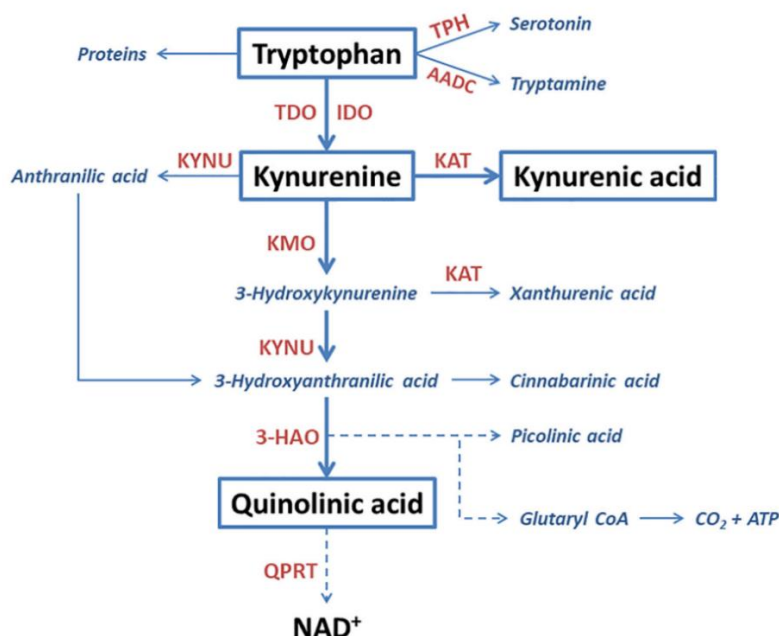 TPH
Serotonin
Proteins
Tryptophan
AADC
Tryptamine
TDO IDO
KYNU
KAT
Anthranilic acid
Kynurenine
Kynurenic acid
KMO
KAT
3-Hydroxykynurenine
Xanthurenic acid
KYNU
3-Hydroxyanthranilic acid
Cinnabarinic acid
3-HAO
Picolinic acid
Quinolinic acid
Glutaryl CoA
CO₂ + ATP
QPRT
NAD⁺